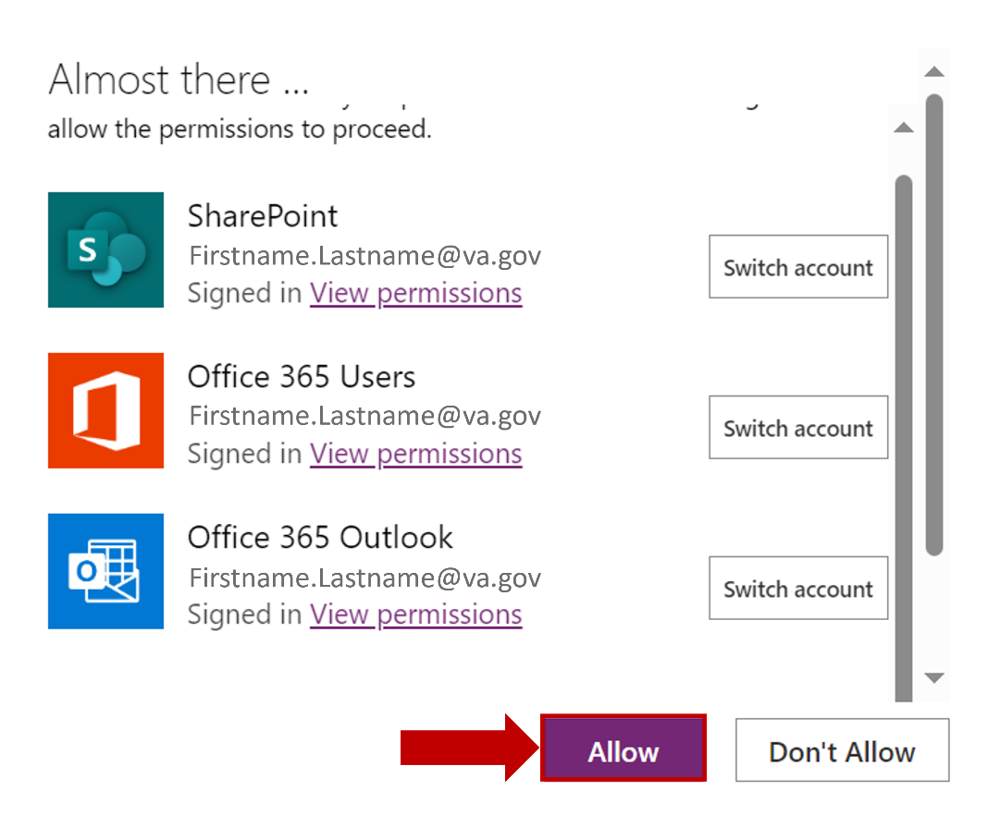 Almost there ...
allow the permissions to proceed.
S
SharePoint
Firstname.Lastname@va.gov
Signed in View permissions
Switch account
Office 365 Users
Firstname.Lastname@va.gov
Signed in View permissions
Switch account
O
Office 365 Outlook
Firstname.Lastname@va.gov
Signed in View permissions
Switch account
Allow
Don't Allow